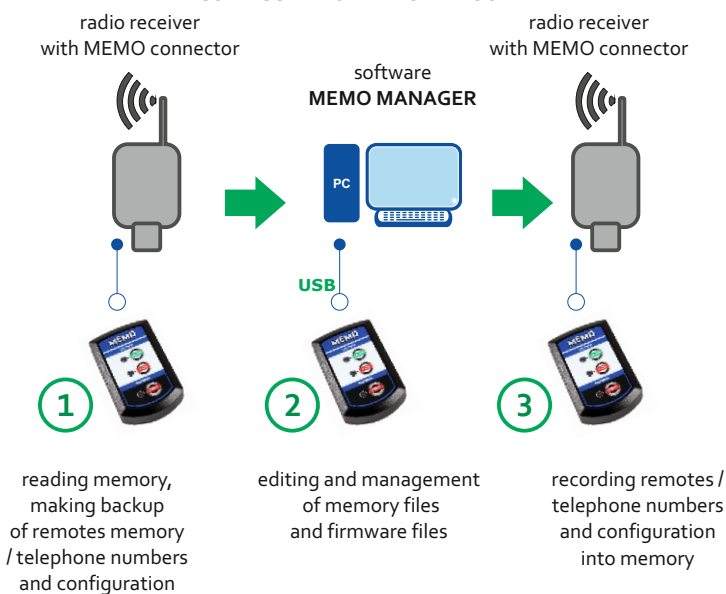 radio receiver
with MEMO connector
software
MEMO MANAGER
radio receiver
with MEMO connector
PC
USB
MEMO
MEMO
MEMO
1
2
3
reading memory,
making backup
of remotes memory
/ telephone numbers
and configuration
editing and management
of memory files
and firmware files
recording remotes /
telephone numbers
and configuration
into memory